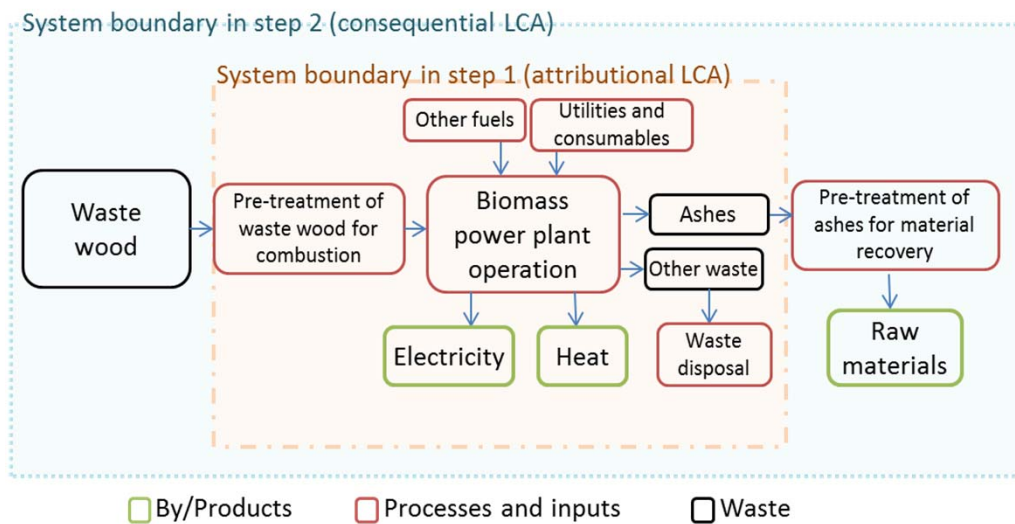 System boundary in step 2 (consequential LCA)
System boundary in step 1 (attributional LCA)
Other fuels
Utilities and
consumables
Waste
wood
Pre-treatment of
waste wood for
combustion
Biomass
power plant
operation
Ashes
Other waste
Pre-treatment
of ashes for material
recovery
Electricity
Heat
Waste
disposal
Raw
materials
By/Products
Processes and inputs
Waste